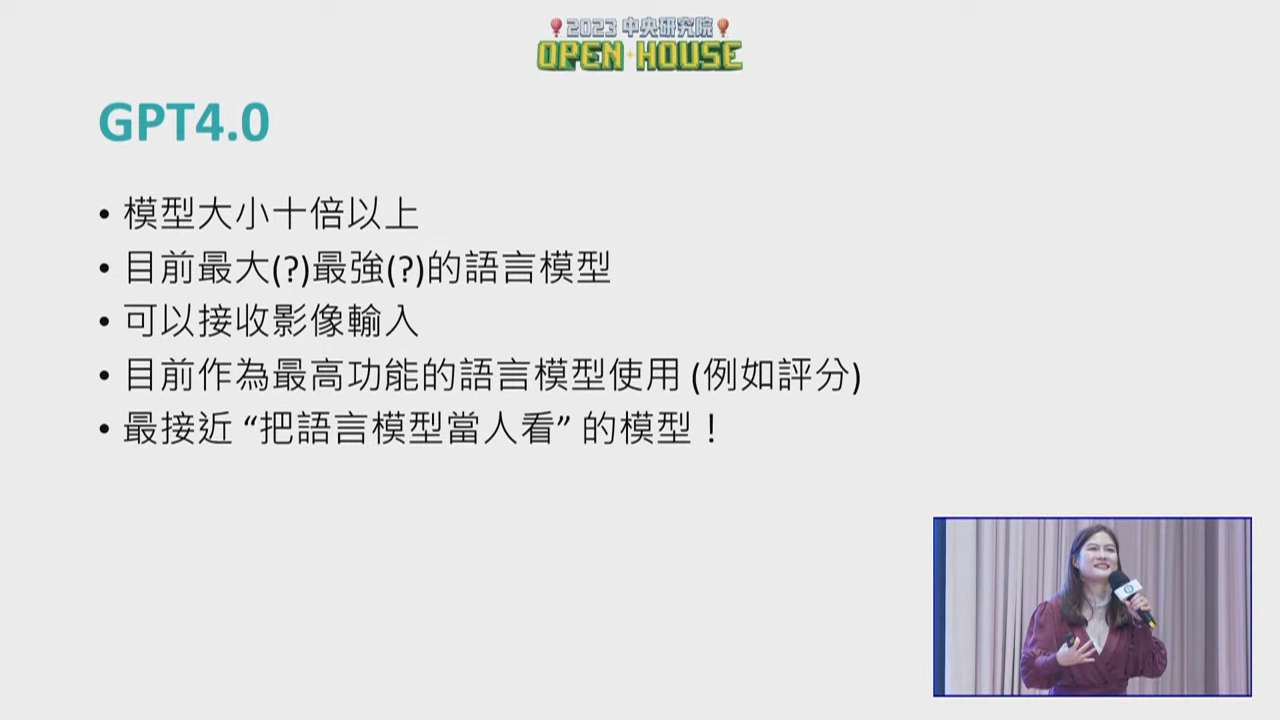 2023 中央研究院
OPEN HOUSE
GPT4.0
• 模型大小十倍以上
• 目前最大(?)最強(?)的語言模型
• 可以接收影像輸入
• 目前作為最高功能的語言模型使用 (例如評分)
• 最接近 “把語言模型當人看” 的模型！